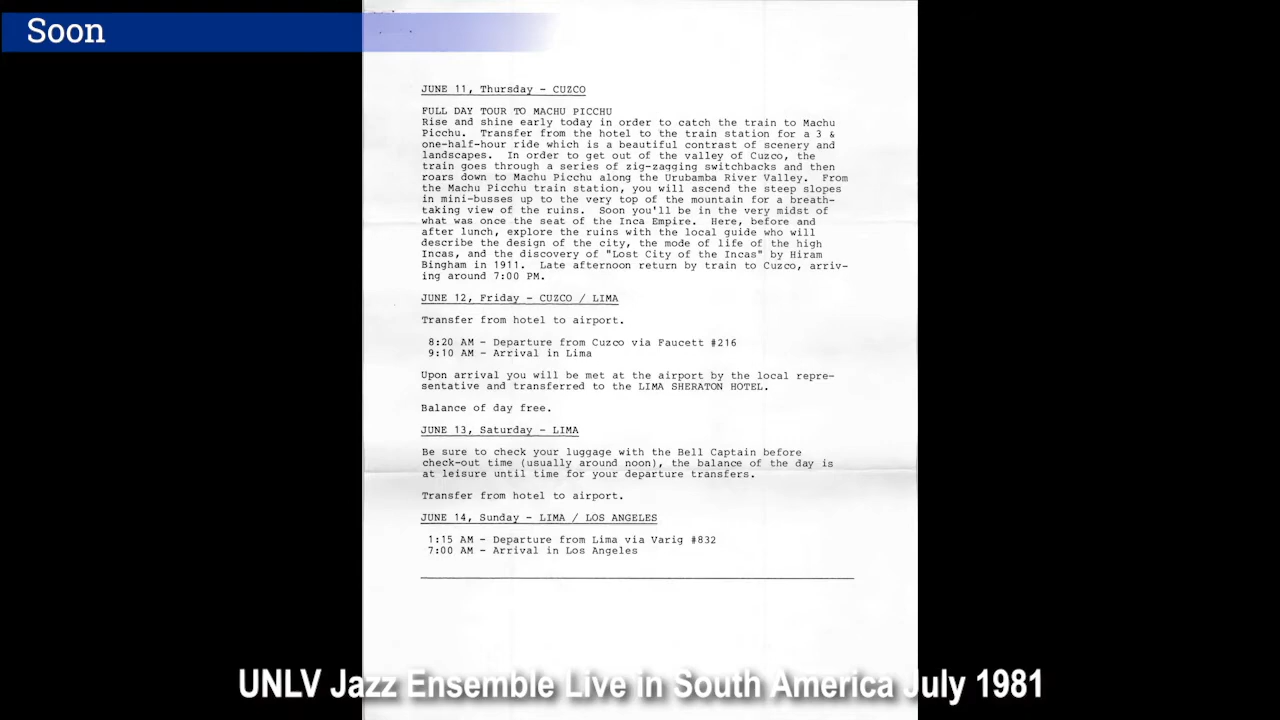 Soon
JUNE 11, Thursday - CUZCO
FULL DAY TOUR TO MACHU PICCHU
Rise and shine early today in order to catch the train to Machu
Picchu. Transfer from the hotel to the train station for a 3 &
one-half-hour ride which is a beautiful contrast of scenery and
landscapes. In order to get out of the valley of Cuzco, the
train goes through a series of zig-zagging switchbacks and then
roars down to Machu Picchu along the Urubamba River Valley. From
the Machu Picchu train station, you will ascend the steep slopes
in mini-busses up to the very top of the mountain for a breath-
taking view of the ruins. Soon you'll be in the very midst of
what was once the seat of the Inca Empire. Here, before and
after lunch, explore the ruins with the local guide who will
describe the design of the city, the mode of life of the high
Incas, and the discovery of "Lost City of the Incas" by Hiram
Bingham in 1911. Late afternoon return by train to Cuzco, arriv-
ing around 7:00 PM.
JUNE 12, Friday - CUZCO / LIMA
Transfer from hotel to airport.
8:20 AM - Departure from Cuzco via Faucett #216
9:10 AM - Arrival in Lima
Upon arrival you will be met at the airport by the local repre-
sentative and transferred to the LIMA SHERATON HOTEL.
Balance of day free.
JUNE 13, Saturday - LIMA
Be sure to check your luggage with the Bell Captain before
check-out time (usually around noon), the balance of the day is
at leisure until time for your departure transfers.
Transfer from hotel to airport.
JUNE 14, Sunday - LIMA / LOS ANGELES
1:15 AM - Departure from Lima via Varig #832
7:00 AM - Arrival in Los Angeles
UNLV Jazz Ensemble Live in South America July 1981